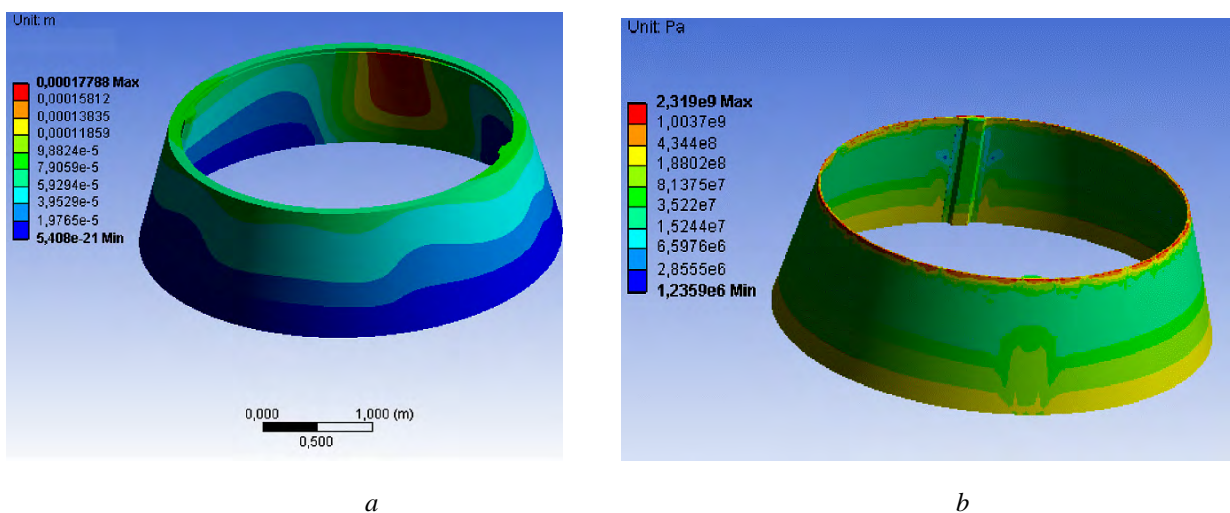 Unit: m
0,00017788 Max
0,00015812
0,00013835
0,00011859
9,8824e-5
7,9059e-5
5,9294e-5
3,9529e-5
1,9765e-5
5,408e-21 Min
0,000 1,000 (m)
0,500
a
Unit: Pa
2,319e9 Max
1,0037e9
4,344e8
1,8802e8
8,1375e7
3,522e7
1,5244e7
6,5976e6
2,8555e6
1,2359e6 Min
b